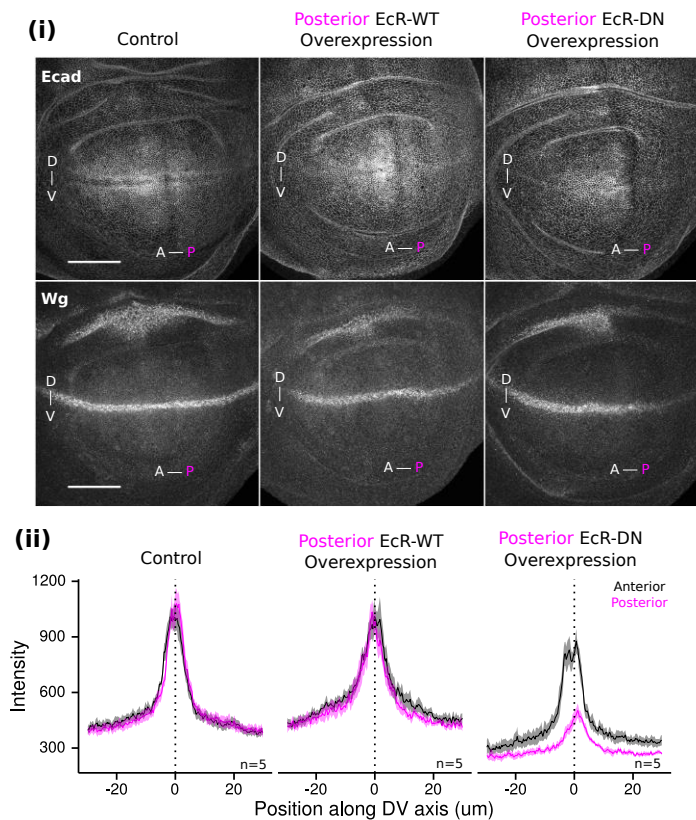 (i)
Control
Posterior EcR-WT
Overexpression
Posterior EcR-DN
Overexpression
Ecad
D
V
A — P
D
V
A — P
D
V
A — P
Wg
D
V
A — P
D
V
A — P
D
V
A — P
(ii)
Control
Posterior EcR-WT
Overexpression
Posterior EcR-DN
Overexpression
Intensity
1200
900
600
300
Anterior
Posterior
n=5
n=5
n=5
-20 0 20
-20 0 20
-20 0 20
Position along DV axis (um)